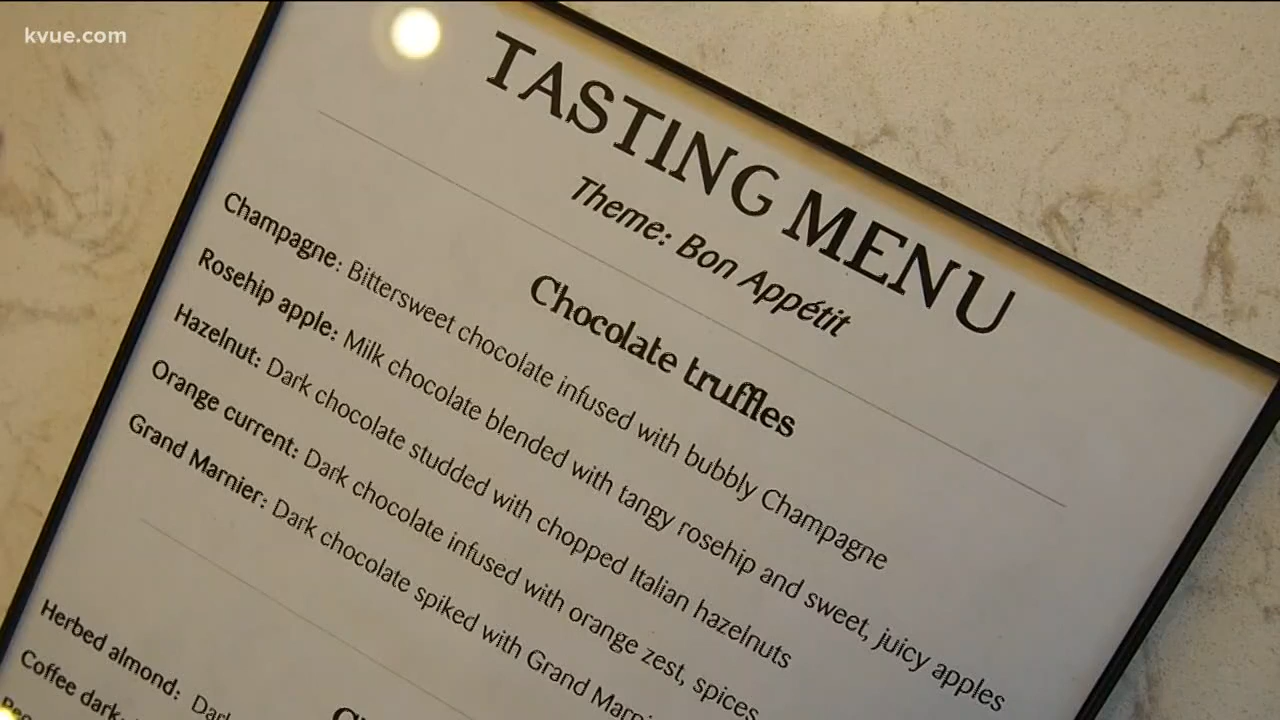 kvue.com
TASTING MENU
Theme: Bon Appétit
Chocolate truffles
Champagne: Bittersweet chocolate infused with bubbly Champagne
Rosehip apple: Milk chocolate blended with tangy rosehip and sweet, juicy apples
Hazelnut: Dark chocolate studded with chopped Italian hazelnuts
Orange current: Dark chocolate infused with orange zest, spices
Grand Marnier: Dark chocolate spiked with Grand Marn
Herbed almond: Dar
Coffee dark: